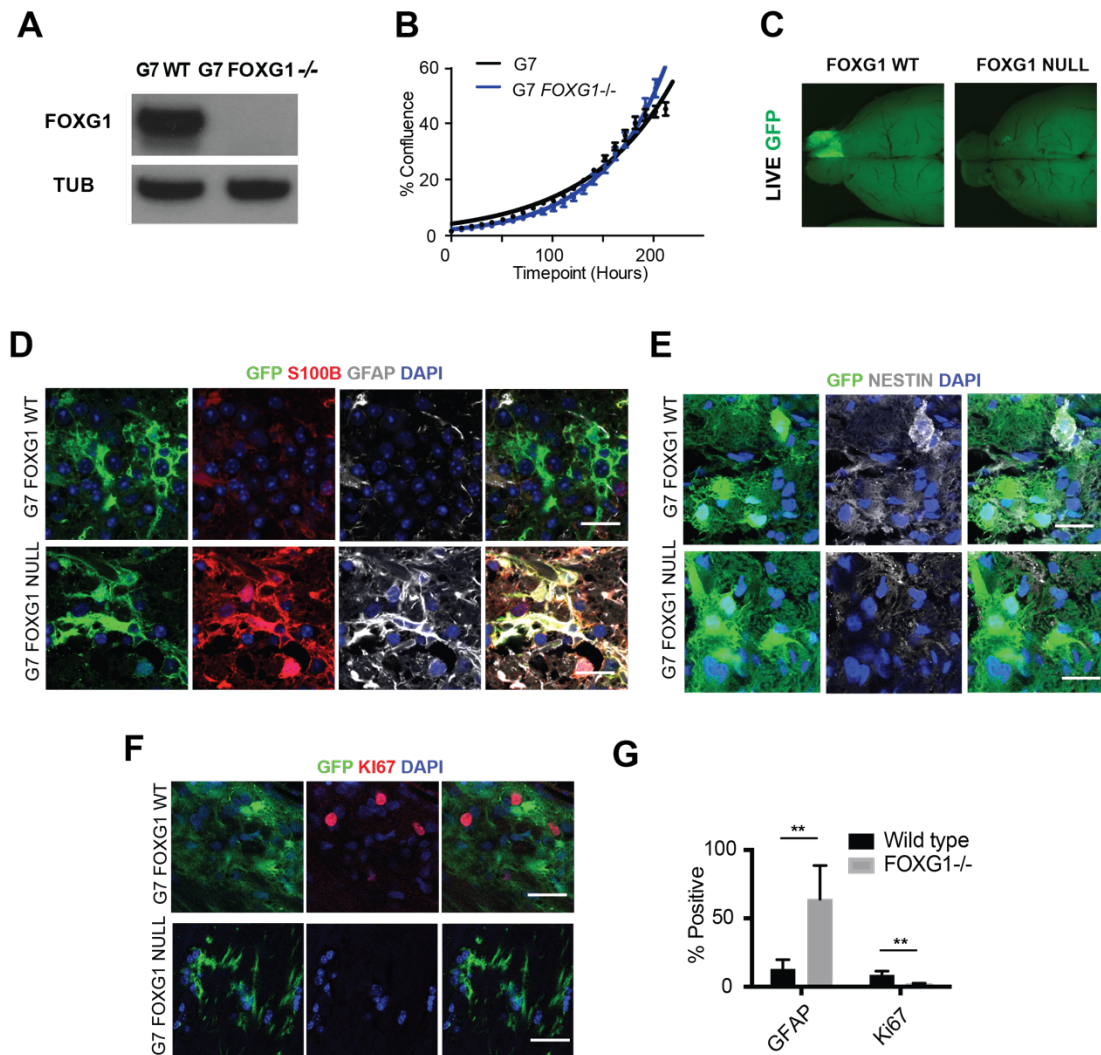 A
G7 WT G7 FOXG1 -/-
FOXG1
TUB
B
G7
G7 FOXG1-/-
60
40
20
0
% Confluence
0 100 200
Timepoint (Hours)
C
FOXG1 WT FOXG1 NULL
LIVE GFP
D
GFP S100B GFAP DAPI
G7 FOXG1 WT
G7 FOXG1 NULL
E
GFP NESTIN DAPI
G7 FOXG1 WT
G7 FOXG1 NULL
F
GFP KI67 DAPI
G7 FOXG1 WT
G7 FOXG1 NULL
G
** Wild type
FOXG1-/-
**
100
50
0
% Positive
GFAP
Ki67